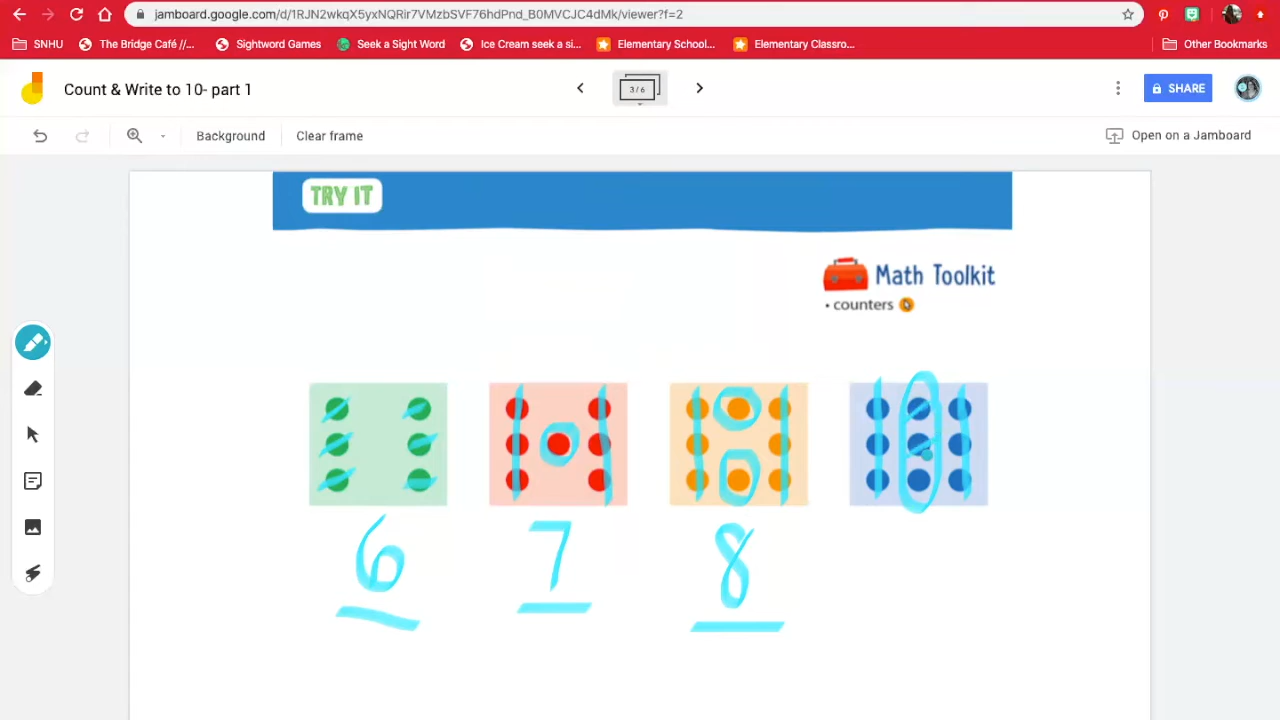 jamboard.google.com/d/1RJN2wkqX5yxNQRir7VMzbSVF76hdPnd_B0MVCJC4dMk/viewer?f=2
SNHU The Bridge Café //... Sightword Games Seek a Sight Word Ice Cream seek a si... Elementary School... Elementary Classro... Other Bookmarks
Count & Write to 10- part 1 3 / 6 SHARE
Background Clear frame Open on a Jamboard
TRY IT
Math Toolkit
• counters
6 7 8